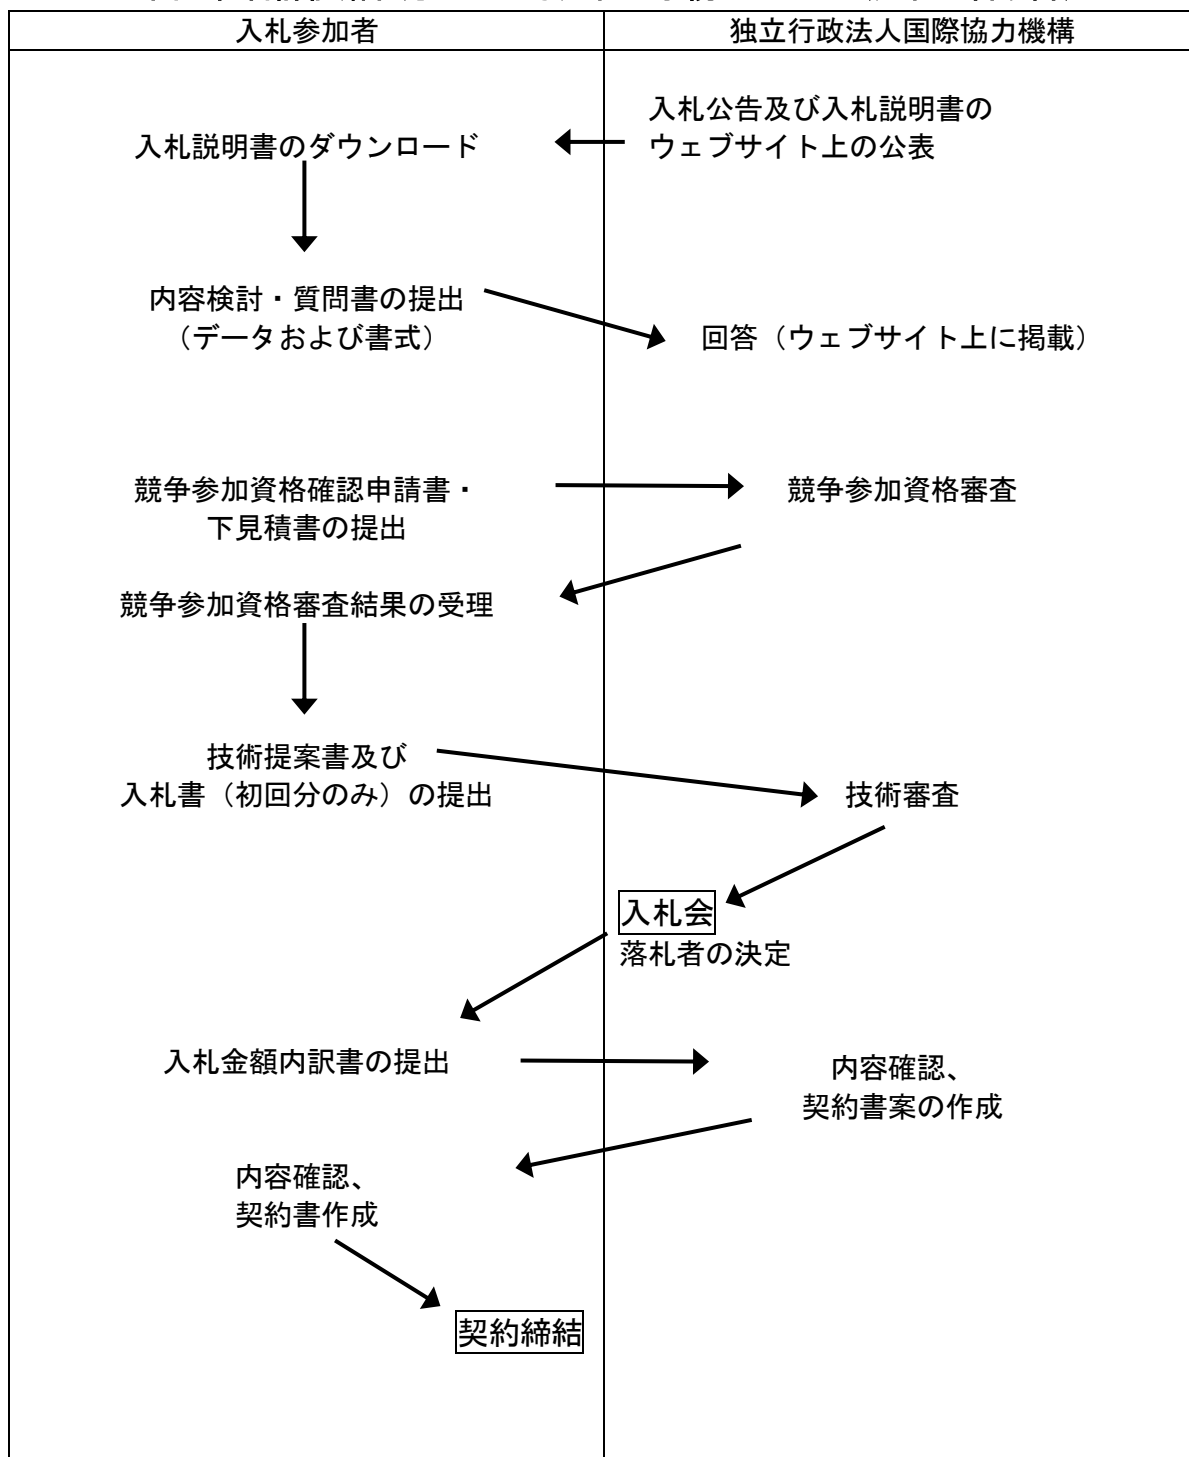 入札参加者
独立行政法人国際協力機構
入札公告及び入札説明書の
ウェブサイト上の公表
入札説明書のダウンロード
内容検討・質問書の提出
（データおよび書式）
回答（ウェブサイト上に掲載）
競争参加資格確認申請書・
下見積書の提出
競争参加資格審査
競争参加資格審査結果の受理
技術提案書及び
入札書（初回分のみ）の提出
技術審査
入札会
落札者の決定
入札金額内訳書の提出
内容確認、
契約書案の作成
内容確認、
契約書作成
契約締結